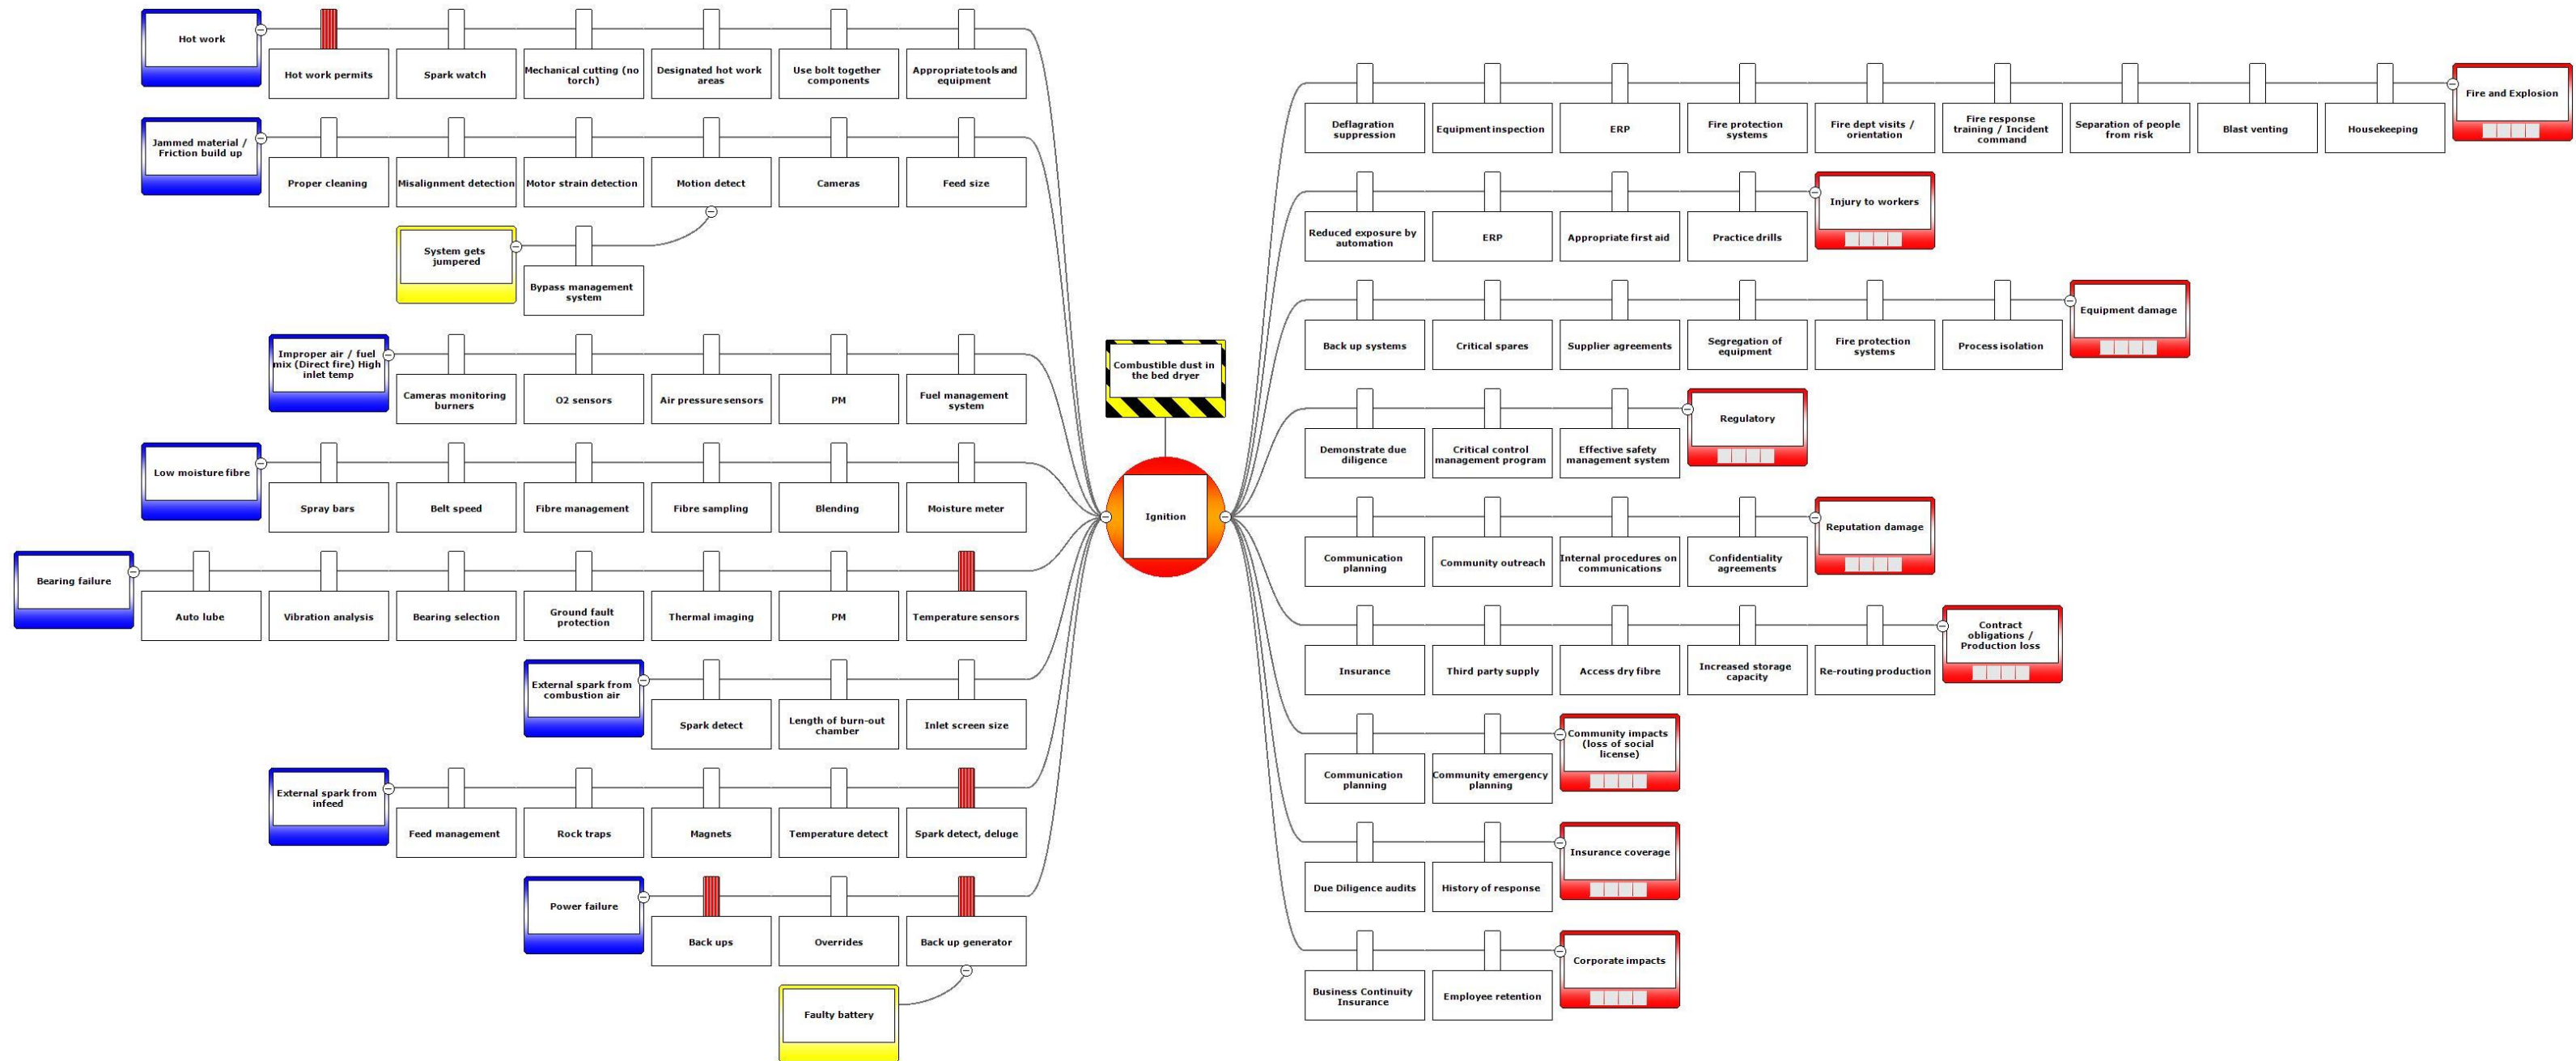 Hot work
Hot work permits
Spark watch
Mechanical cutting (no
torch)
Designated hot work
areas
Use bolt together
components
Appropriate tools and
equipment
Jammed material /
Friction build up
Proper cleaning
Misalignment detection
Motor strain detection
Motion detect
Cameras
Feed size
System gets
jumpered
Bypass management
system
Improper air / fuel
mix (Direct fire) High
inlet temp
Cameras monitoring
burners
O2 sensors
Air pressure sensors
PM
Fuel management
system
Low moisture fibre
Spray bars
Belt speed
Fibre management
Fibre sampling
Blending
Moisture meter
Bearing failure
Auto lube
Vibration analysis
Bearing selection
Ground fault
protection
Thermal imaging
PM
Temperature sensors
External spark from
combustion air
Spark detect
Length of burn-out
chamber
Inlet screen size
External spark from
infeed
Feed management
Rock traps
Magnets
Temperature detect
Spark detect, deluge
Power failure
Back ups
Overrides
Back up generator
Faulty battery
Combustible dust in
the bed dryer
Ignition
Deflagration
suppression
Equipment inspection
ERP
Fire protection
systems
Fire dept visits /
orientation
Fire response
training / Incident
command
Separation of people
from risk
Blast venting
Housekeeping
Fire and Explosion
Reduced exposure by
automation
ERP
Appropriate first aid
Practice drills
Injury to workers
Back up systems
Critical spares
Supplier agreements
Segregation of
equipment
Fire protection
systems
Process isolation
Equipment damage
Demonstrate due
diligence
Critical control
management program
Effective safety
management system
Regulatory
Communication
planning
Community outreach
Internal procedures on
communications
Confidentiality
agreements
Reputation damage
Insurance
Third party supply
Access dry fibre
Increased storage
capacity
Re-routing production
Contract
obligations /
Production loss
Communication
planning
Community emergency
planning
Community impacts
(loss of social
license)
Due Diligence audits
History of response
Insurance coverage
Business Continuity
Insurance
Employee retention
Corporate impacts